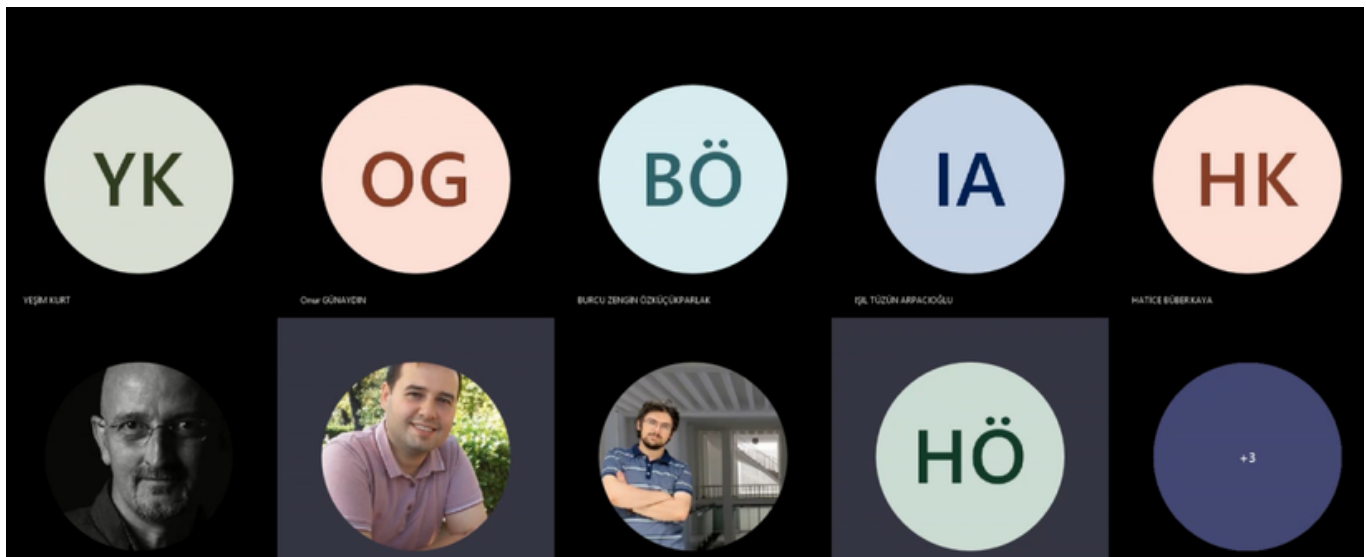 YK
OG
BÖ
IA
HK
YEŞİM KURT
Onur GÜNAYDIN
BURCU ZENGİN ÖZKÜÇÜKPARLAK
IŞIL TÜZÜN ARPACIOĞLU
HATİCE BÜBER KAYA
HÖ
+3